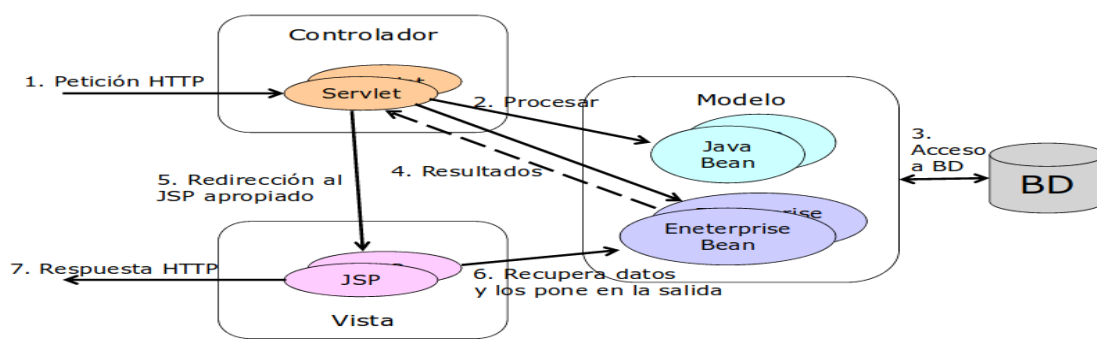 Controlador
1. Petición HTTP
Servlet
2. Procesar
Modelo
Java
Bean
3.
Acceso
a BD
BD
4. Resultados
5. Redirección al
JSP apropiado
Eneterprise
Bean
7. Respuesta HTTP
JSP
6. Recupera datos
y los pone en la salida
Vista